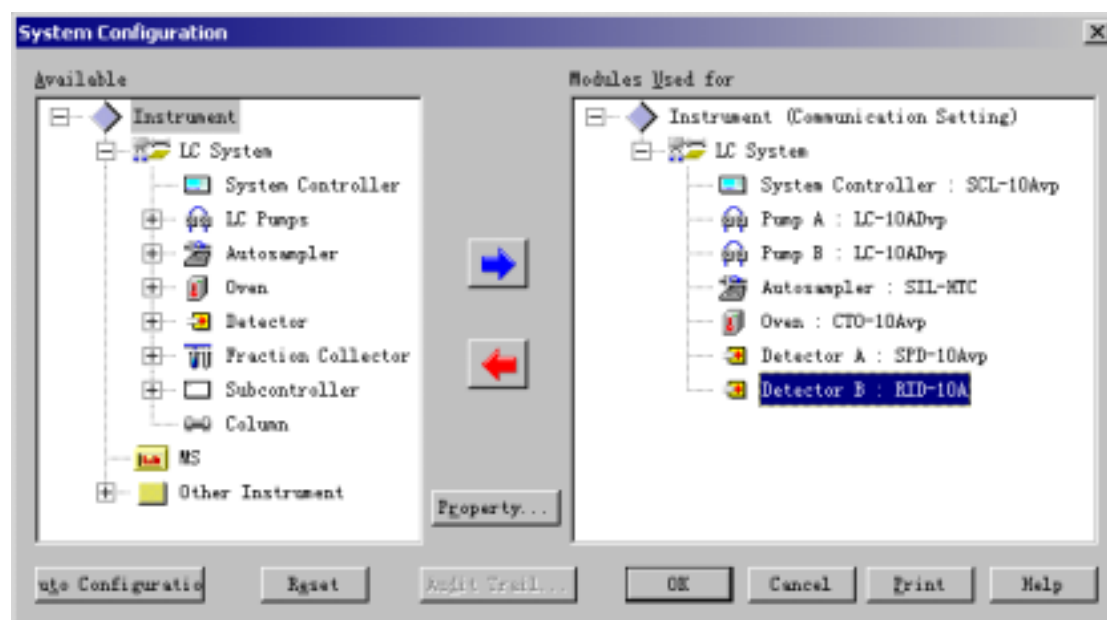 System Configuration
Available
Instrument
LC System
System Controller
LC Pumps
Autosampler
Oven
Detector
Fraction Collector
Subcontroller
Column
MS
Other Instrument
Property...
Modules Used for
Instrument (Communication Setting)
LC System
System Controller : SCL-10Avp
Pump A : LC-10ADvp
Pump B : LC-10ADvp
Autosampler : SIL-HTC
Oven : CTO-10Avp
Detector A : SPD-10Avp
Detector B : RID-10A
uto Configuratio
Reset
Audit Trail...
OK
Cancel
Print
Help